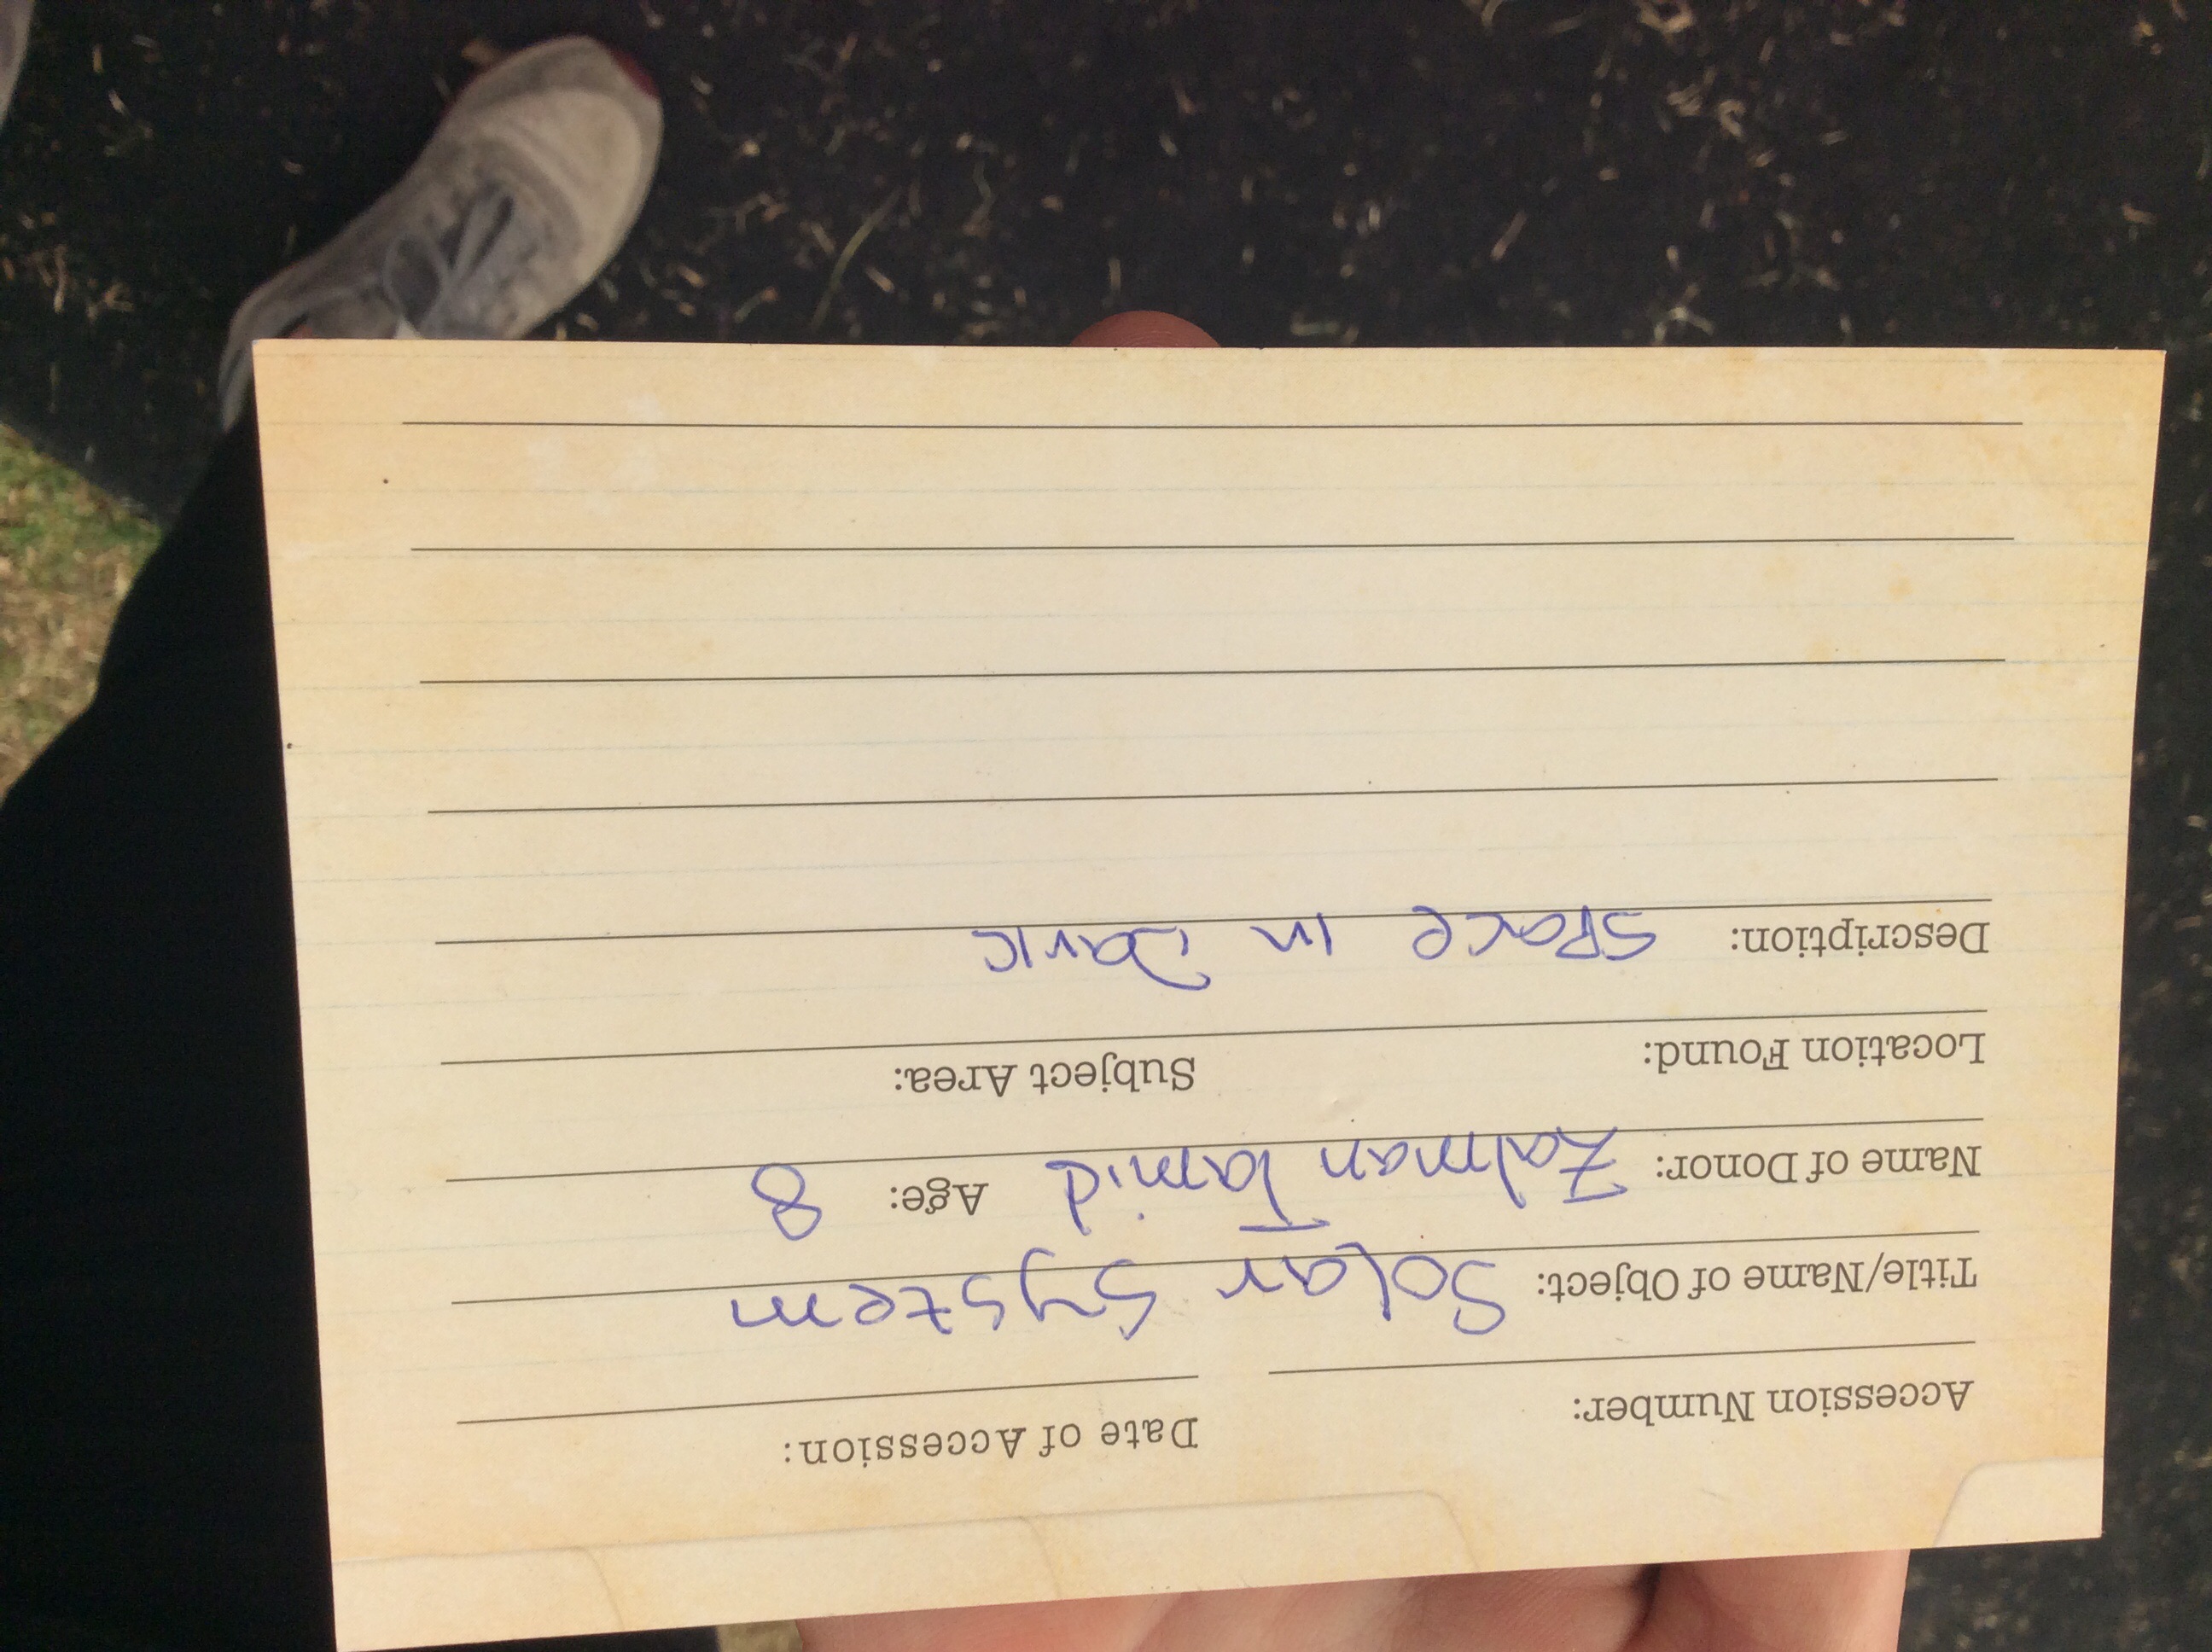 Accession Number: Date of Accession:
Title/Name of Object: Solar System
Name of Donor: Zalman Tamid Age: 8
Location Found: Subject Area:
Description: Space in